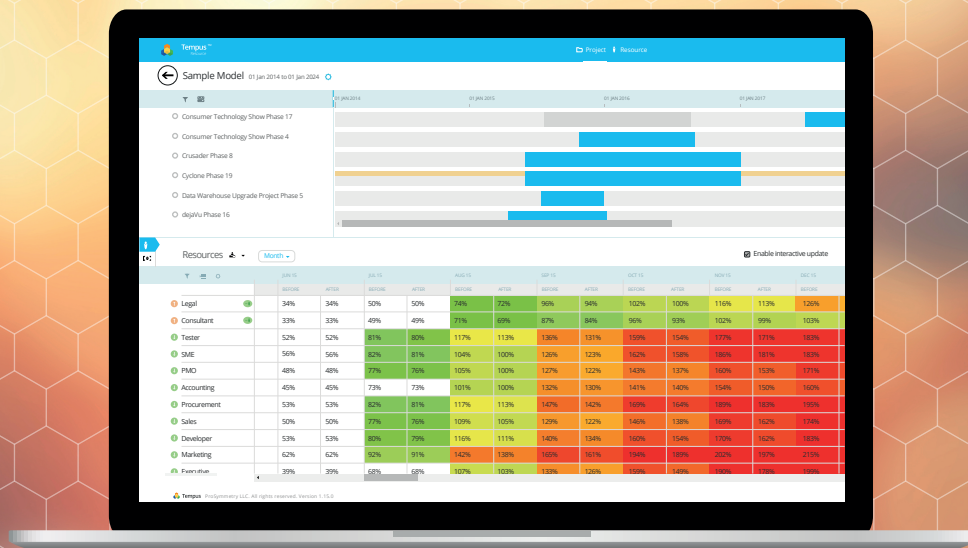 Tempus™
Resource
Project Resource
Sample Model 01 Jan 2014 to 01 Jan 2024
01 JAN 2014 01 JAN 2015 01 JAN 2016 01 JAN 2017
Consumer Technology Show Phase 17
Consumer Technology Show Phase 4
Crusader Phase 8
Cyclone Phase 19
Data Warehouse Upgrade Project Phase 5
dejaVu Phase 16
Resources Month Enable interactive update
JUN 15 JUL 15 AUG 15 SEP 15 OCT 15 NOV 15 DEC 15
BEFORE AFTER BEFORE AFTER BEFORE AFTER BEFORE AFTER BEFORE AFTER BEFORE AFTER BEFORE
Legal 34% 34% 50% 50% 74% 72% 96% 94% 102% 100% 116% 113% 126%
Consultant 33% 33% 49% 49% 71% 69% 87% 84% 96% 93% 102% 99% 103%
Tester 52% 52% 81% 80% 117% 113% 136% 131% 159% 154% 177% 171% 183%
SME 56% 56% 82% 81% 104% 100% 126% 123% 162% 158% 186% 181% 183%
PMO 48% 48% 77% 76% 105% 100% 127% 122% 143% 137% 160% 153% 171%
Accounting 45% 45% 73% 73% 101% 100% 132% 130% 141% 140% 154% 150% 160%
Procurement 53% 53% 82% 81% 117% 113% 147% 142% 169% 164% 189% 183% 195%
Sales 50% 50% 77% 76% 109% 105% 129% 122% 146% 138% 169% 162% 174%
Developer 53% 53% 80% 79% 116% 111% 140% 134% 160% 154% 170% 162% 183%
Marketing 62% 62% 92% 91% 142% 138% 165% 161% 194% 189% 202% 197% 215%
Executive 39% 39% 68% 68% 107% 103% 133% 126% 159% 149% 190% 178% 199%
Tempus ProSymmetry LLC. All rights reserved. Version 1.15.0